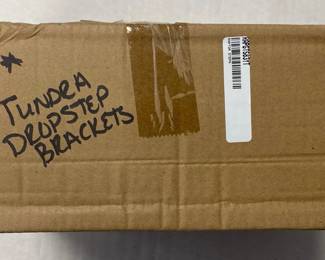 *
TUNDRA
DROPSTEP
BRACKETS